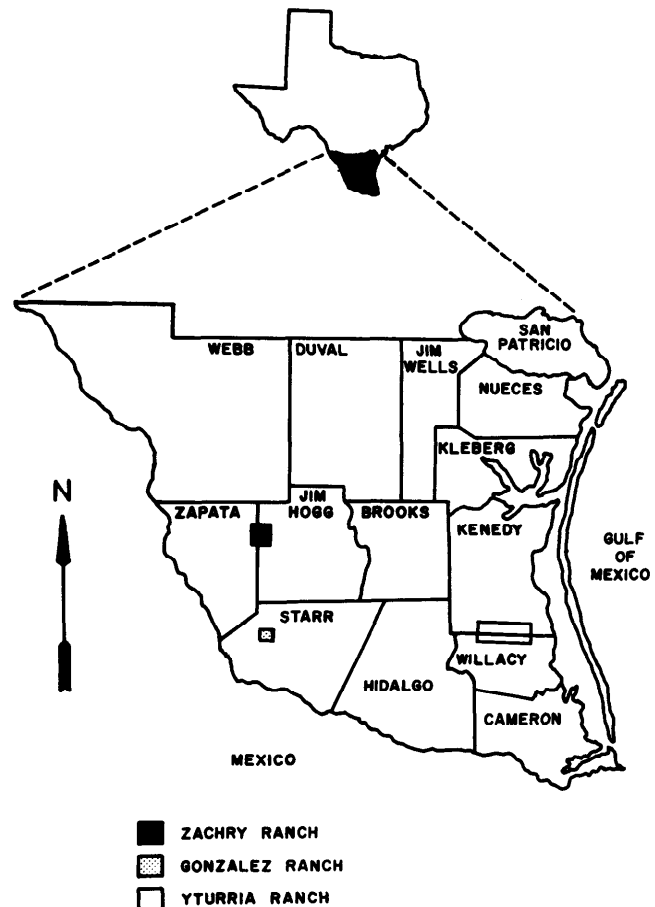 SAN
PATRICIO
WEBB
DUVAL
JIM
WELLS
NUECES
KLEBERG
N
ZAPATA
JIM
HOGG
BROOKS
KENEDY
GULF
OF
MEXICO
STARR
WILLACY
HIDALGO
CAMERON
MEXICO
ZACHRY RANCH
GONZALEZ RANCH
YTURRIA RANCH